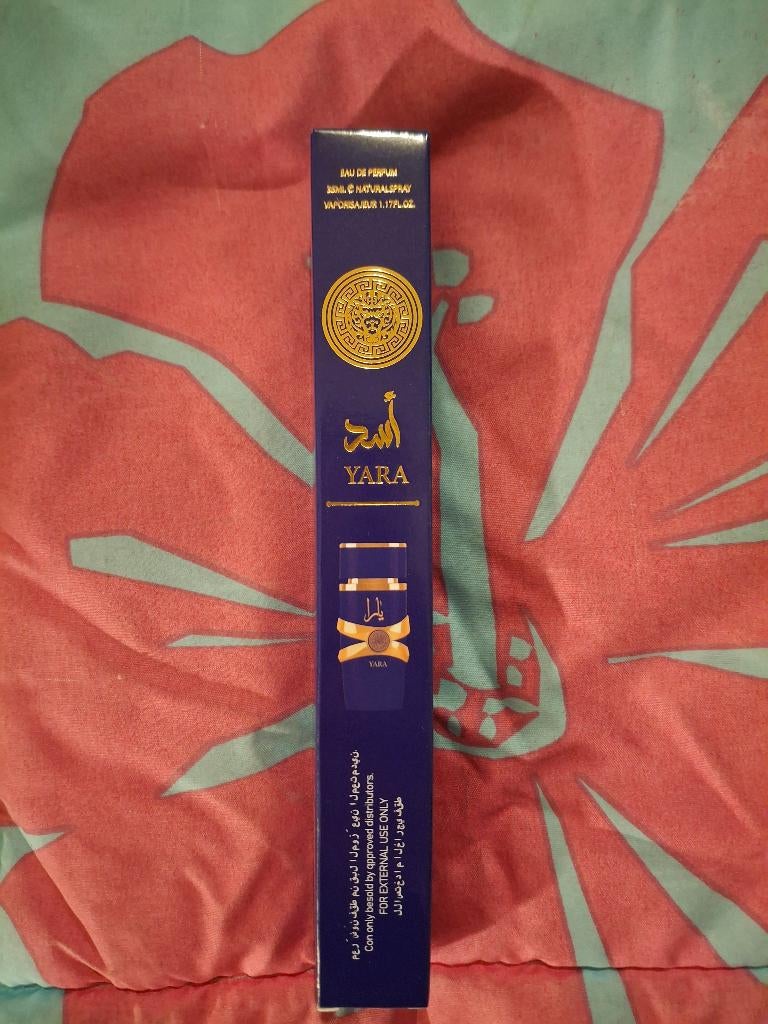 EAU DE PERFUM
35ML ℮ NATURALSPRAY
VAPORISAJEUR 1.17FL.OZ.
أسد
YARA
يارا
YARA
Con only besold by qpproved distributors.
FOR EXTERNAL USE ONLY